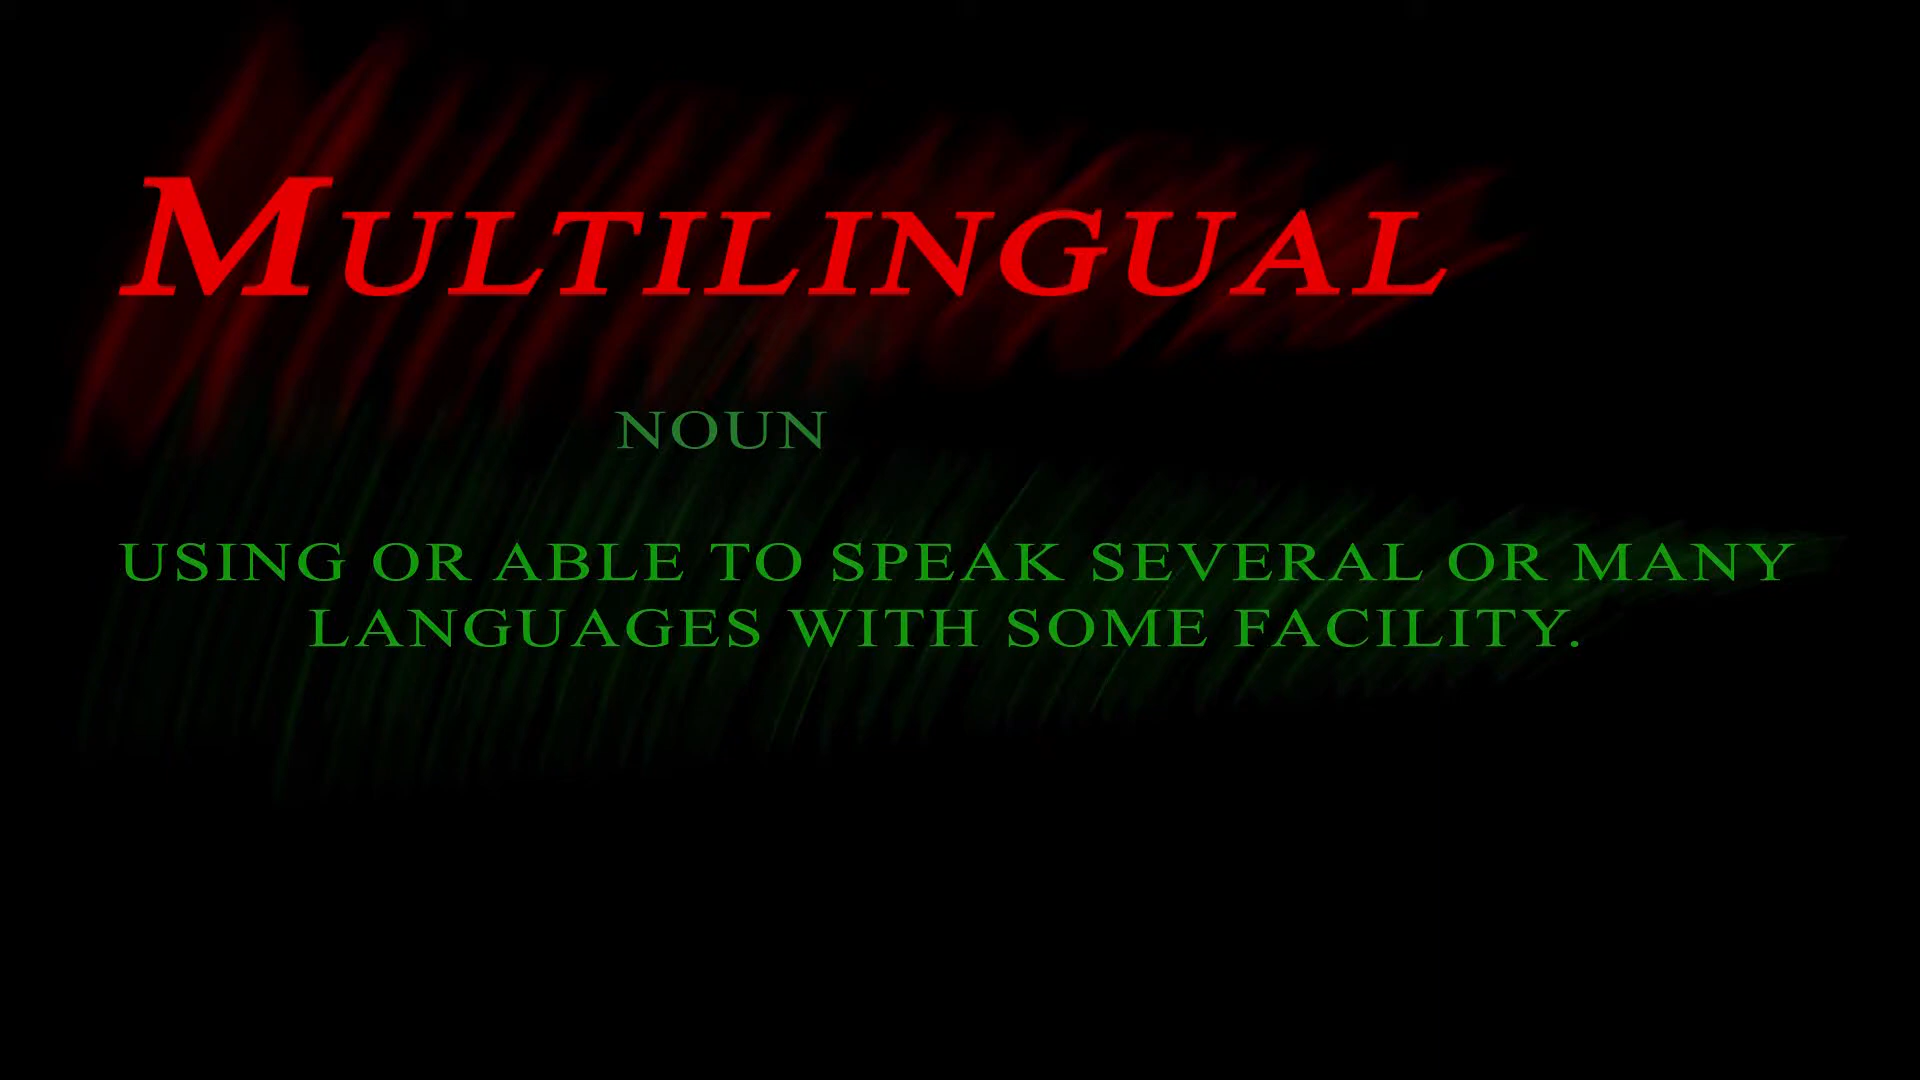 MULTILINGUAL
NOUN
USING OR ABLE TO SPEAK SEVERAL OR MANY
LANGUAGES WITH SOME FACILITY.